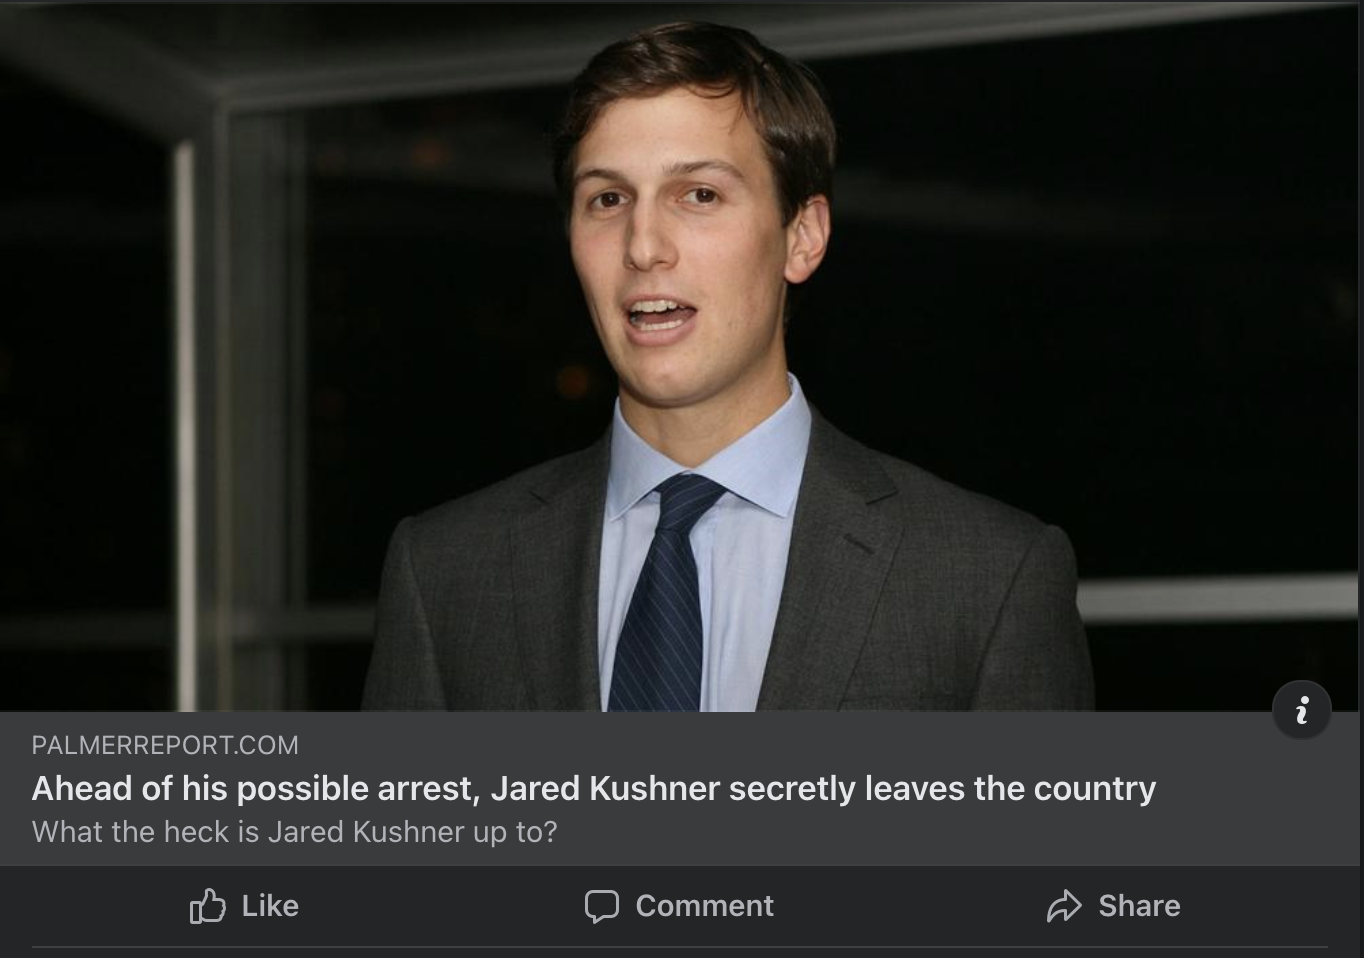 PALMERREPORT.COM
Ahead of his possible arrest, Jared Kushner secretly leaves the country
What the heck is Jared Kushner up to?
Like Comment Share